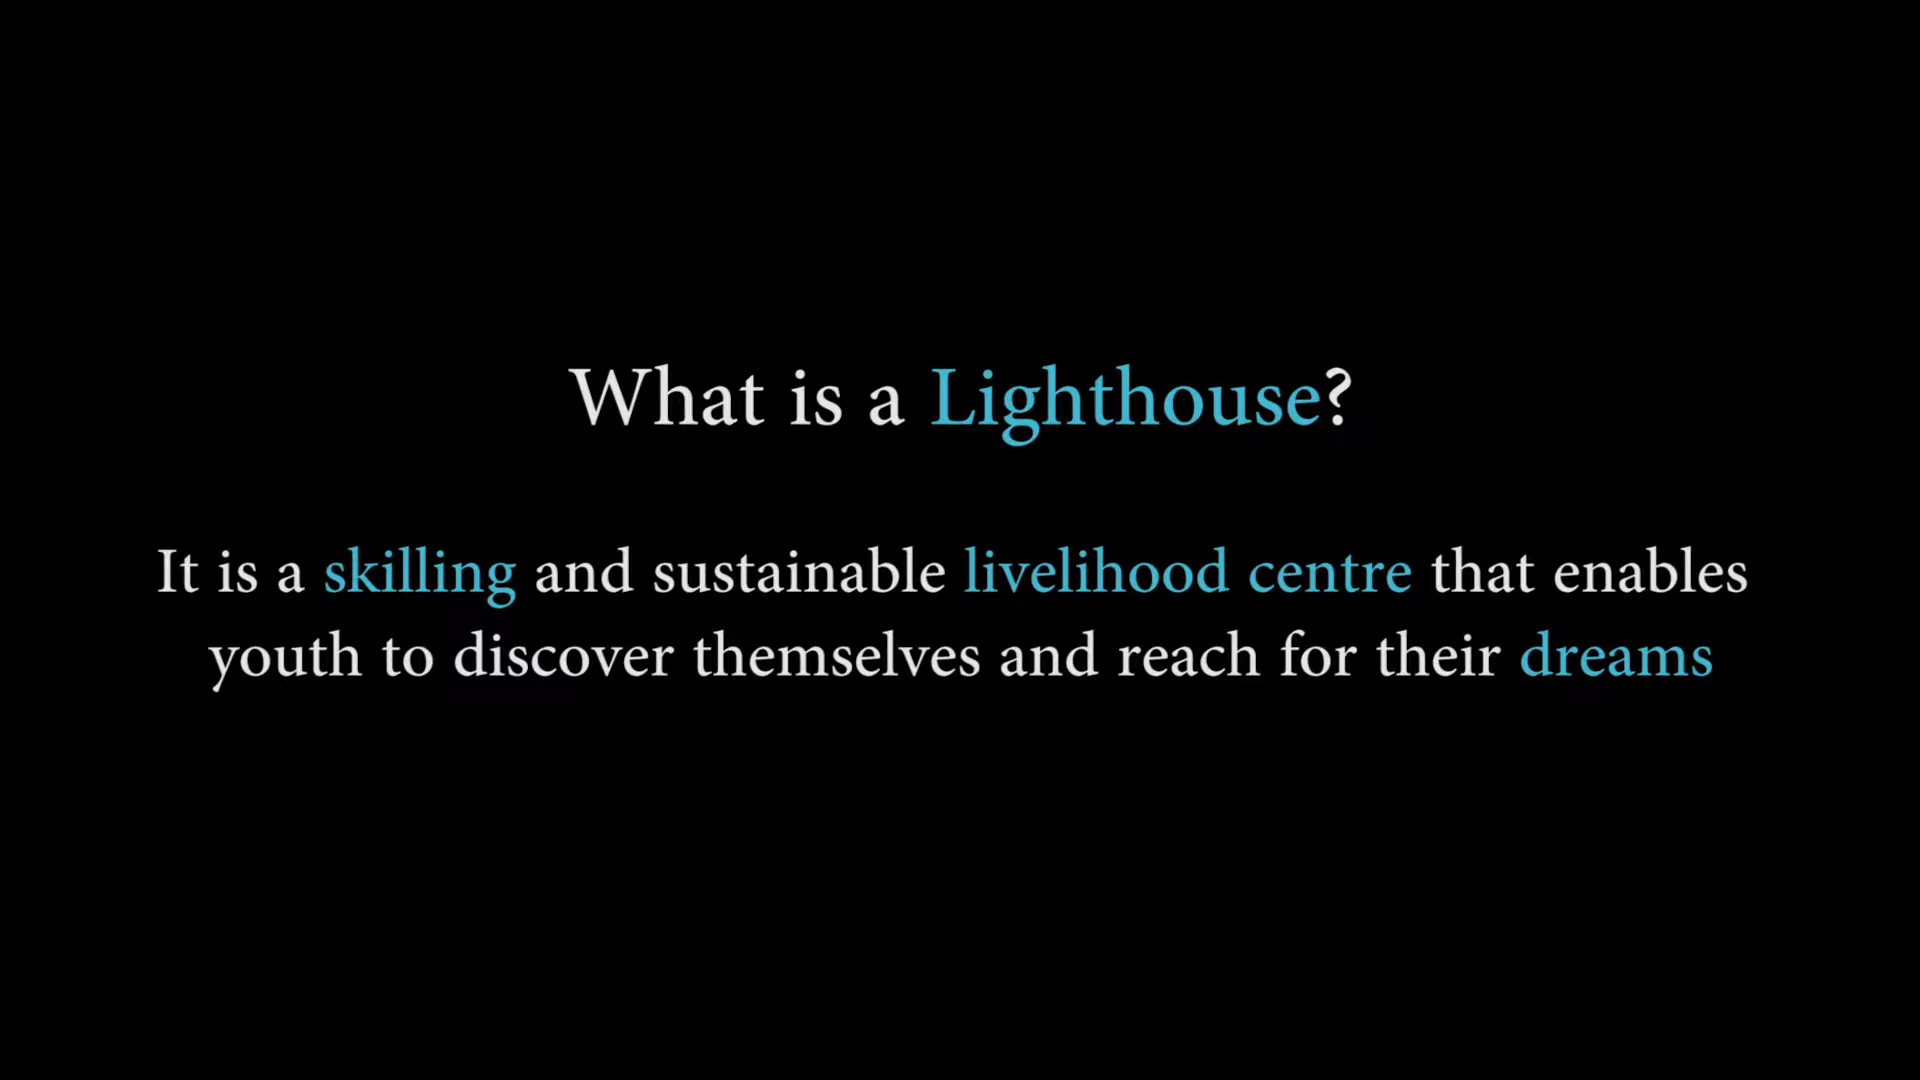 What is a Lighthouse?
It is a skilling and sustainable livelihood centre that enables
youth to discover themselves and reach for their dreams